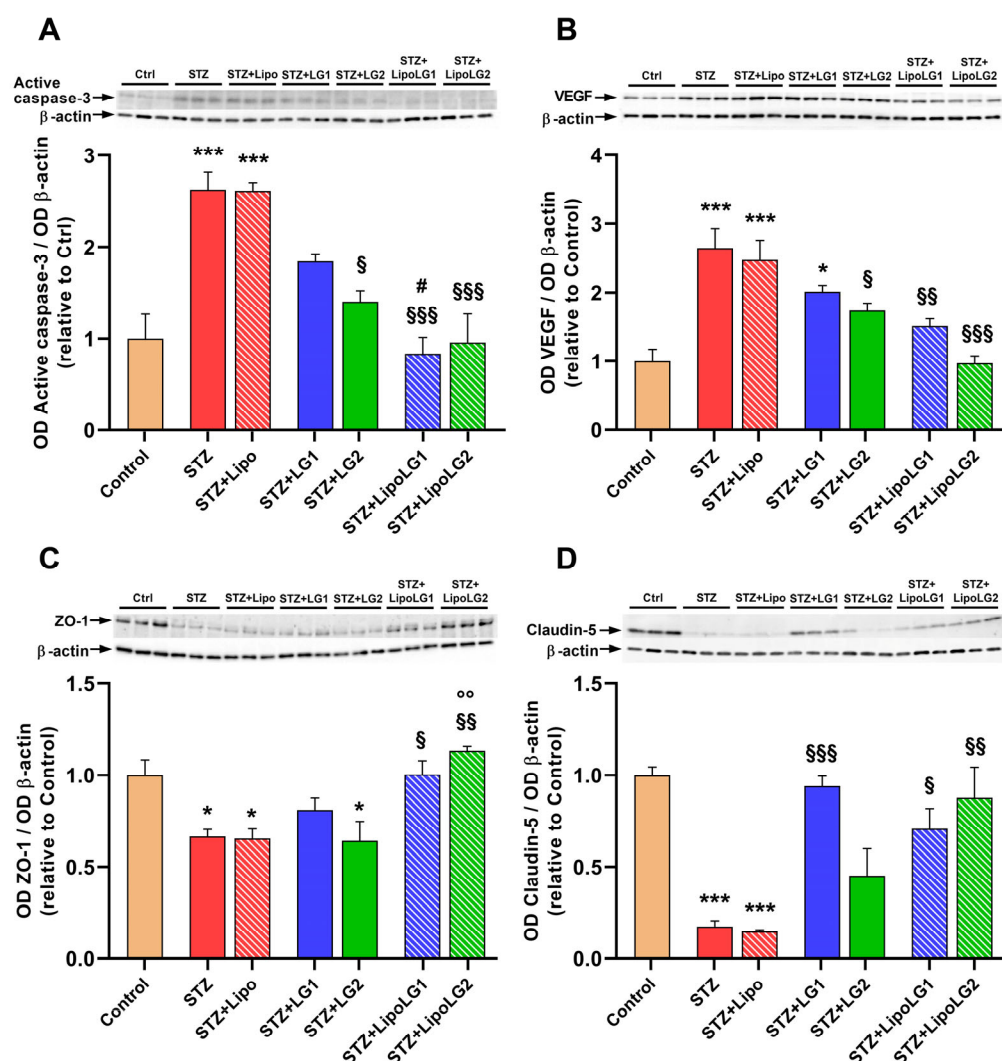 A
Ctrl STZ STZ+Lipo STZ+LG1 STZ+LG2 STZ+ LipoLG1 STZ+ LipoLG2
Active caspase-3
β-actin
OD Active caspase-3 / OD β-actin
(relative to Ctrl)
3
2
1
0
***
***
§
#
§§§
§§§
Control
STZ
STZ+Lipo
STZ+LG1
STZ+LG2
STZ+LipoLG1
STZ+LipoLG2
B
Ctrl STZ STZ+Lipo STZ+LG1 STZ+LG2 STZ+ LipoLG1 STZ+ LipoLG2
VEGF
β-actin
OD VEGF / OD β-actin
(relative to Control)
4
3
2
1
0
***
***
*
§
§§
§§§
Control
STZ
STZ+Lipo
STZ+LG1
STZ+LG2
STZ+LipoLG1
STZ+LipoLG2
C
Ctrl STZ STZ+Lipo STZ+LG1 STZ+LG2 STZ+ LipoLG1 STZ+ LipoLG2
ZO-1
β-actin
OD ZO-1 / OD β-actin
(relative to Control)
1.5
1.0
0.5
0.0
*
*
*
§
°°
§§
Control
STZ
STZ+Lipo
STZ+LG1
STZ+LG2
STZ+LipoLG1
STZ+LipoLG2
D
Ctrl STZ STZ+Lipo STZ+LG1 STZ+LG2 STZ+ LipoLG1 STZ+ LipoLG2
Claudin-5
β-actin
OD Claudin-5 / OD β-actin
(relative to Control)
1.5
1.0
0.5
0.0
***
***
§§§
§
§§
Control
STZ
STZ+Lipo
STZ+LG1
STZ+LG2
STZ+LipoLG1
STZ+LipoLG2